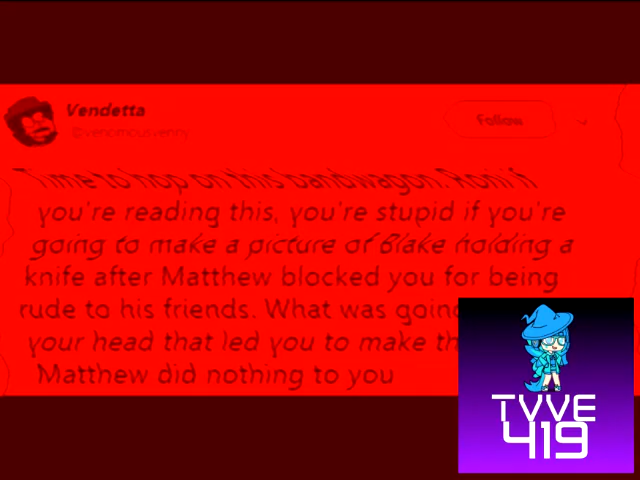 Vendetta
@venomousvenny
Follow
Time to hop on this bandwagon. Roni if
you're reading this, you're stupid if you're
going to make a picture of Blake holding a
knife after Matthew blocked you for being
rude to his friends. What was
your head that led you to make
Matthew did nothing to you
TVVE
419